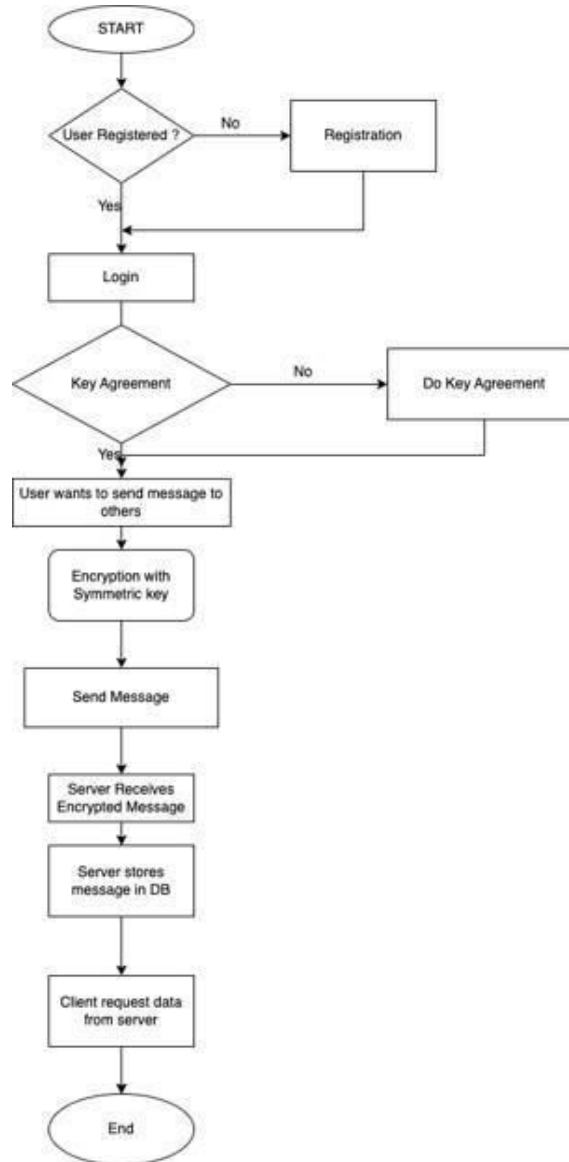 START
User Registered ?
No
Registration
Yes
Login
Key Agreement
No
Do Key Agreement
Yes
User wants to send message to
others
Encryption with
Symmetric key
Send Message
Server Receives
Encrypted Message
Server stores
message in DB
Client request data
from server
End